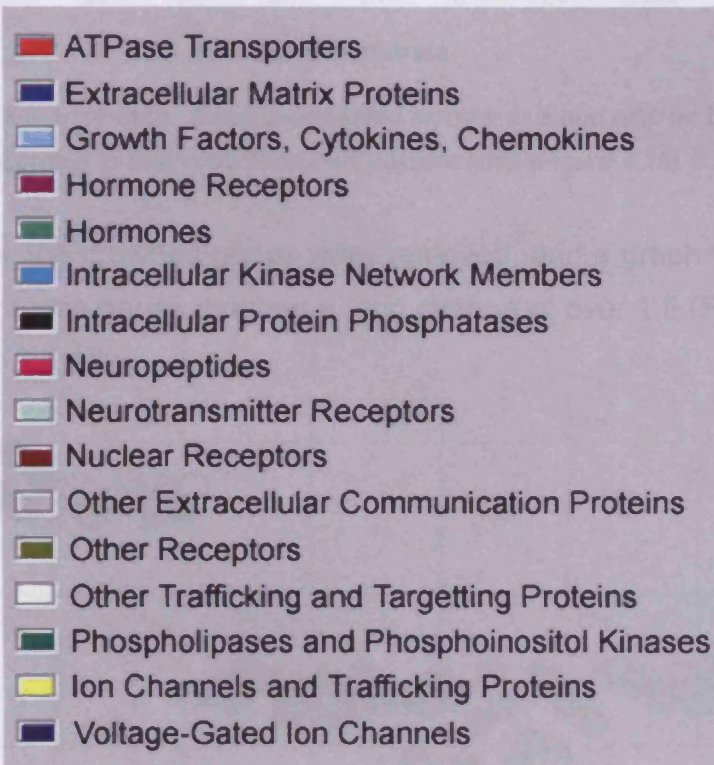 ATPase Transporters
Extracellular Matrix Proteins
Growth Factors, Cytokines, Chemokines
Hormone Receptors
Hormones
Intracellular Kinase Network Members
Intracellular Protein Phosphatases
Neuropeptides
Neurotransmitter Receptors
Nuclear Receptors
Other Extracellular Communication Proteins
Other Receptors
Other Trafficking and Targetting Proteins
Phospholipases and Phosphoinositol Kinases
Ion Channels and Trafficking Proteins
Voltage-Gated Ion Channels